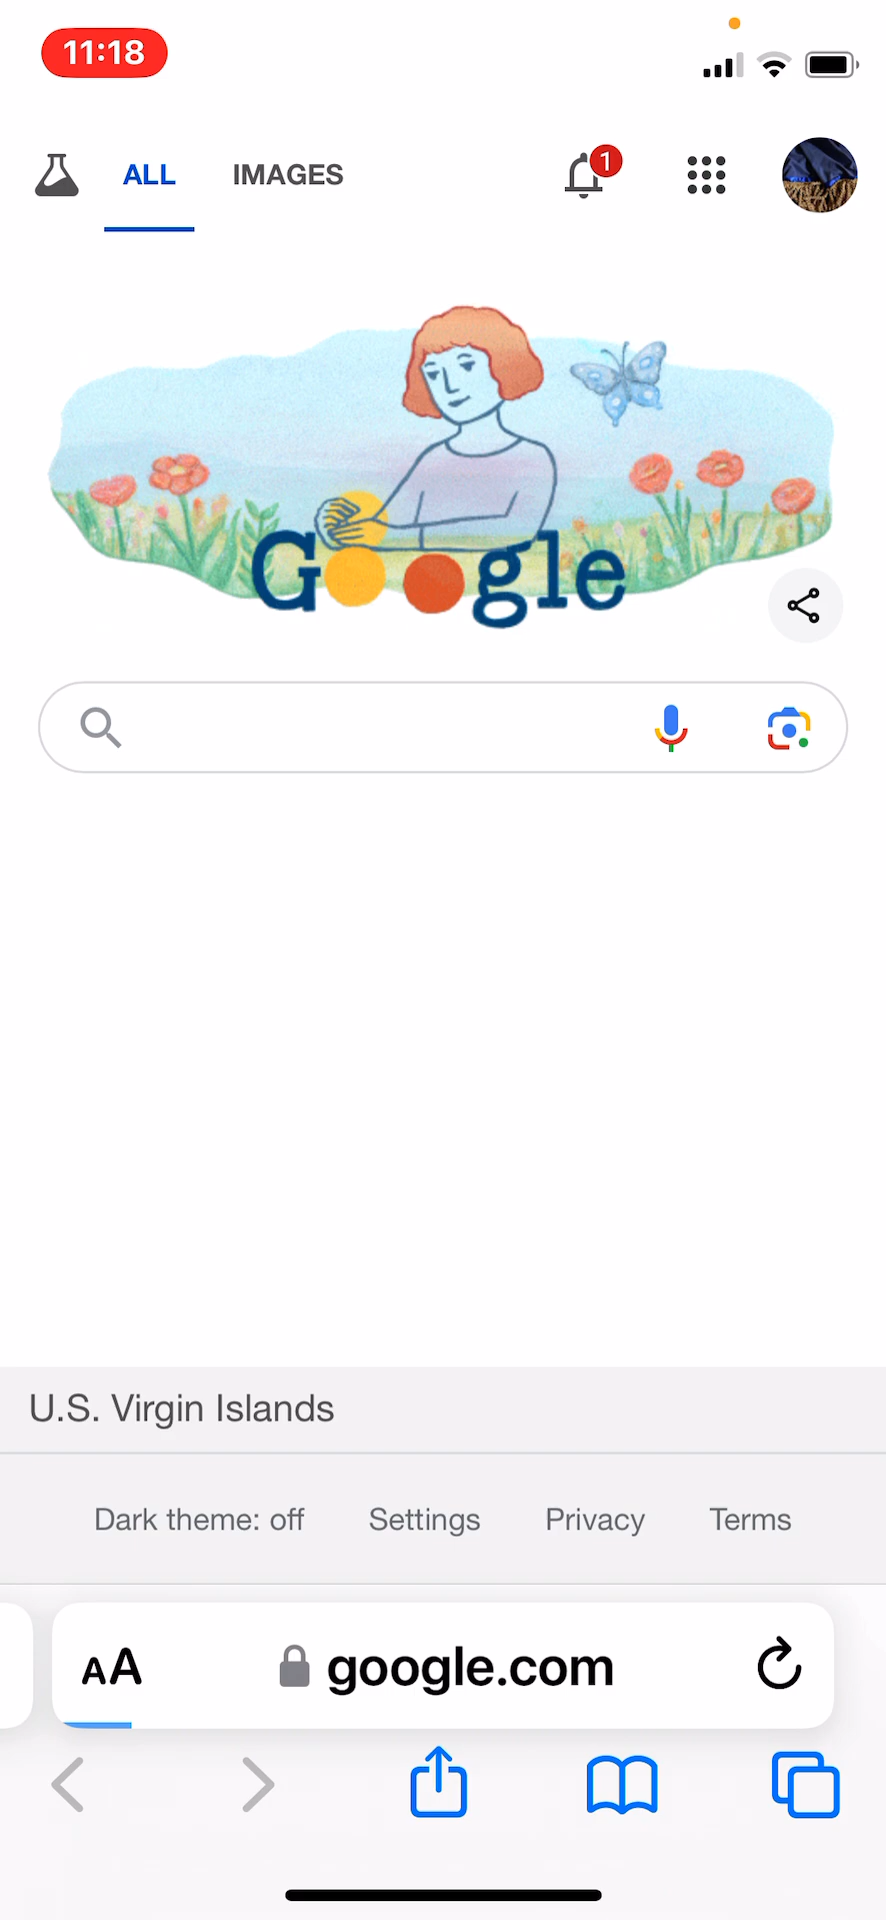 11:18
ALL IMAGES 1
Google
U.S. Virgin Islands
Dark theme: off Settings Privacy Terms
AA google.com